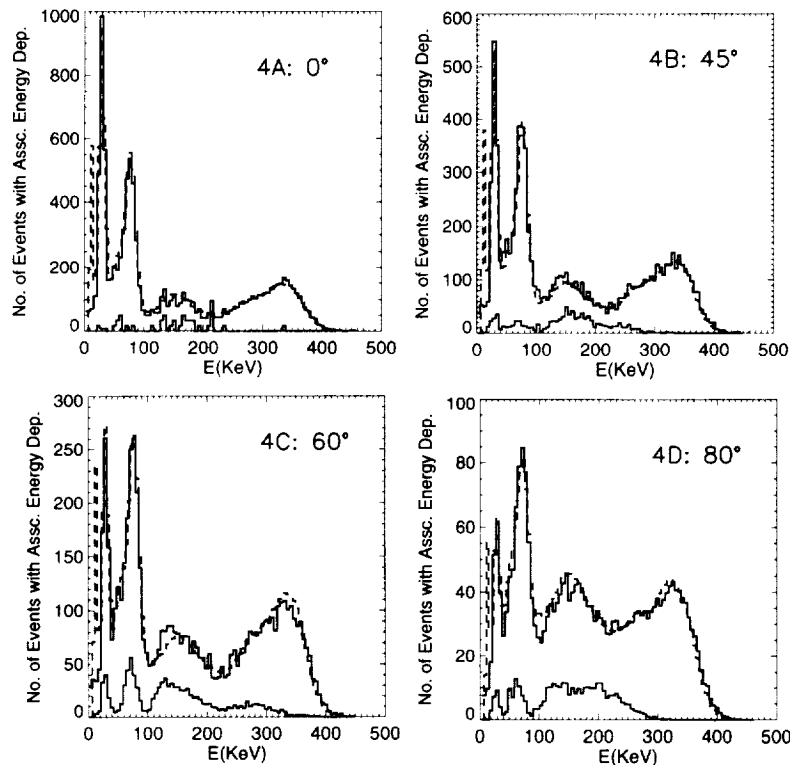 No. of Events with Assc. Energy Dep.
1000
800
600
400
200
0
4A: 0°
0 100 200 300 400 500
E(KeV)
No. of Events with Assc. Energy Dep.
600
500
400
300
200
100
0
4B: 45°
0 100 200 300 400 500
E(KeV)
No. of Events with Assc. Energy Dep.
300
250
200
150
100
50
0
4C: 60°
0 100 200 300 400 500
E(KeV)
No. of Events with Assc. Energy Dep.
100
80
60
40
20
0
4D: 80°
0 100 200 300 400 500
E(KeV)